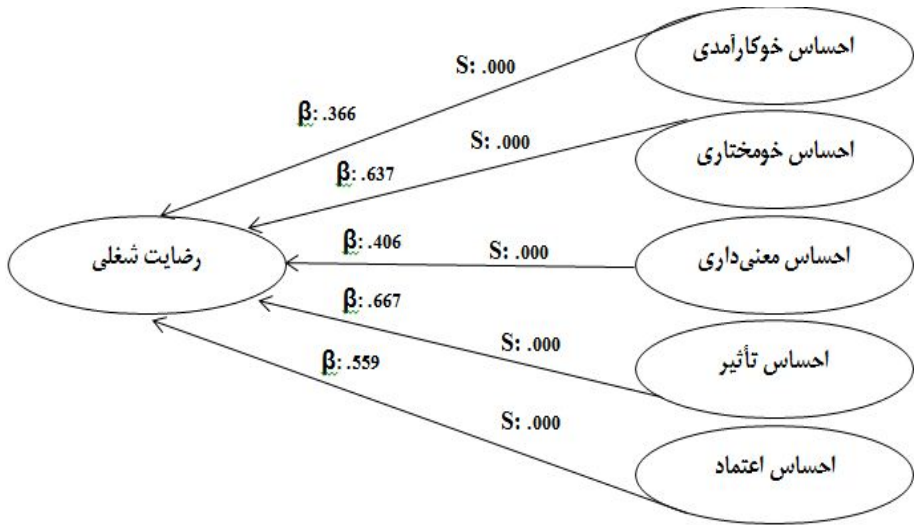 احساس خوکارآمدی
S: .000
β: .366
احساس خومختاری
S: .000
β: .637
رضایت شغلی
احساس معنی‌داری
S: .000
β: .406
احساس تأثیر
S: .000
β: .667
احساس اعتماد
S: .000
β: .559